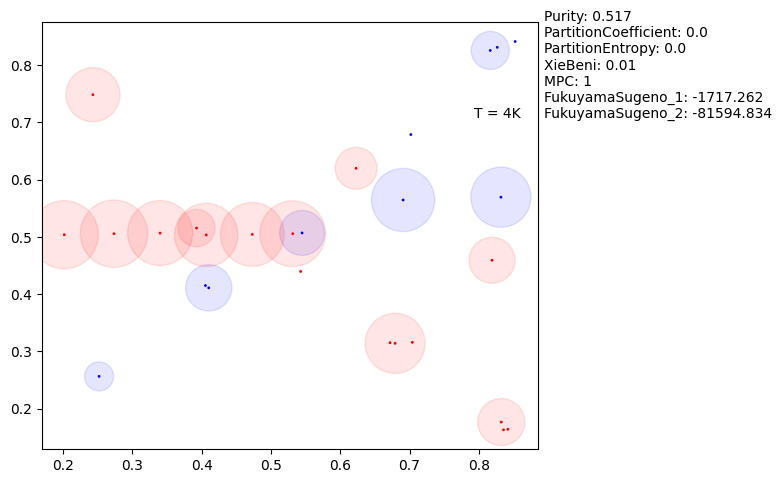 Purity: 0.517
PartitionCoefficient: 0.0
PartitionEntropy: 0.0
XieBeni: 0.01
MPC: 1
FukuyamaSugeno_1: -1717.262
FukuyamaSugeno_2: -81594.834
T = 4K
0.8
0.7
0.6
0.5
0.4
0.3
0.2
0.2 0.3 0.4 0.5 0.6 0.7 0.8